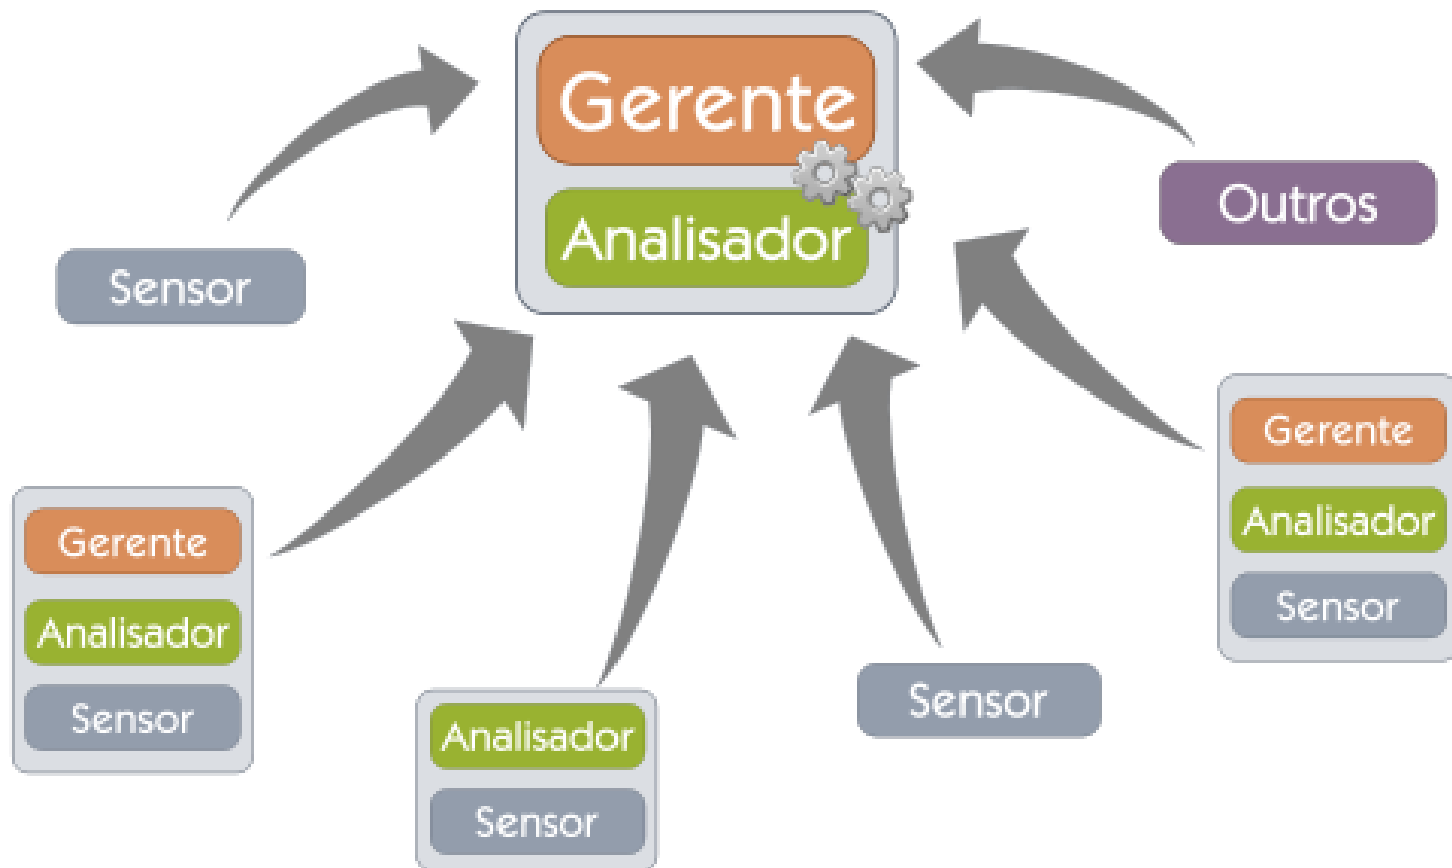 Gerente
Analisador
Sensor
Outros
Gerente
Analisador
Sensor
Gerente
Analisador
Sensor
Analisador
Sensor
Sensor